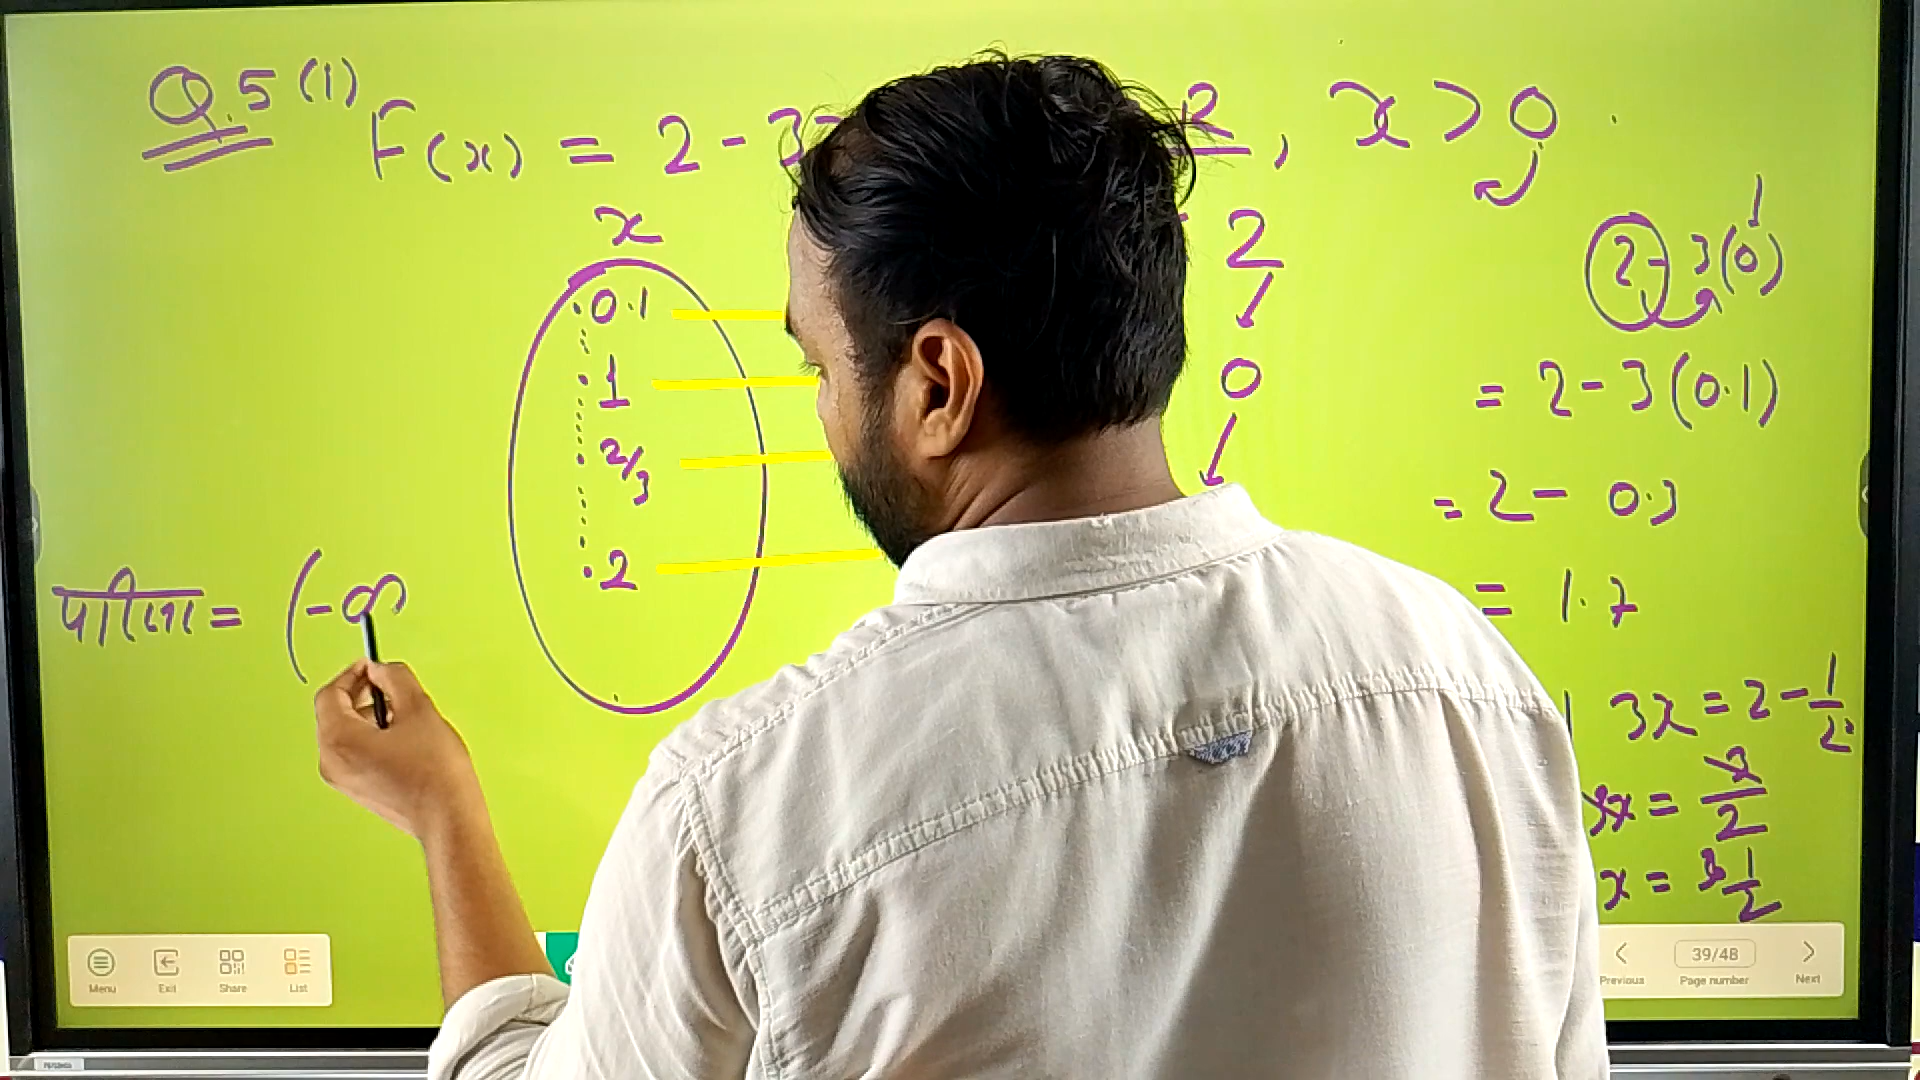 Q.5 (1)
F(x) = 2 - 3 R, x > 0
x
0.1
1
2/3
2
2
0
2 - 3(0) 1
= 2 - 3(0.1)
= 2 - 0.3
= 1.7
3x = 2 - 1/2
3x = 3/2
x = 1/2
= (-∞
Menu Exit Share List
Previous 39/48 Page number Next